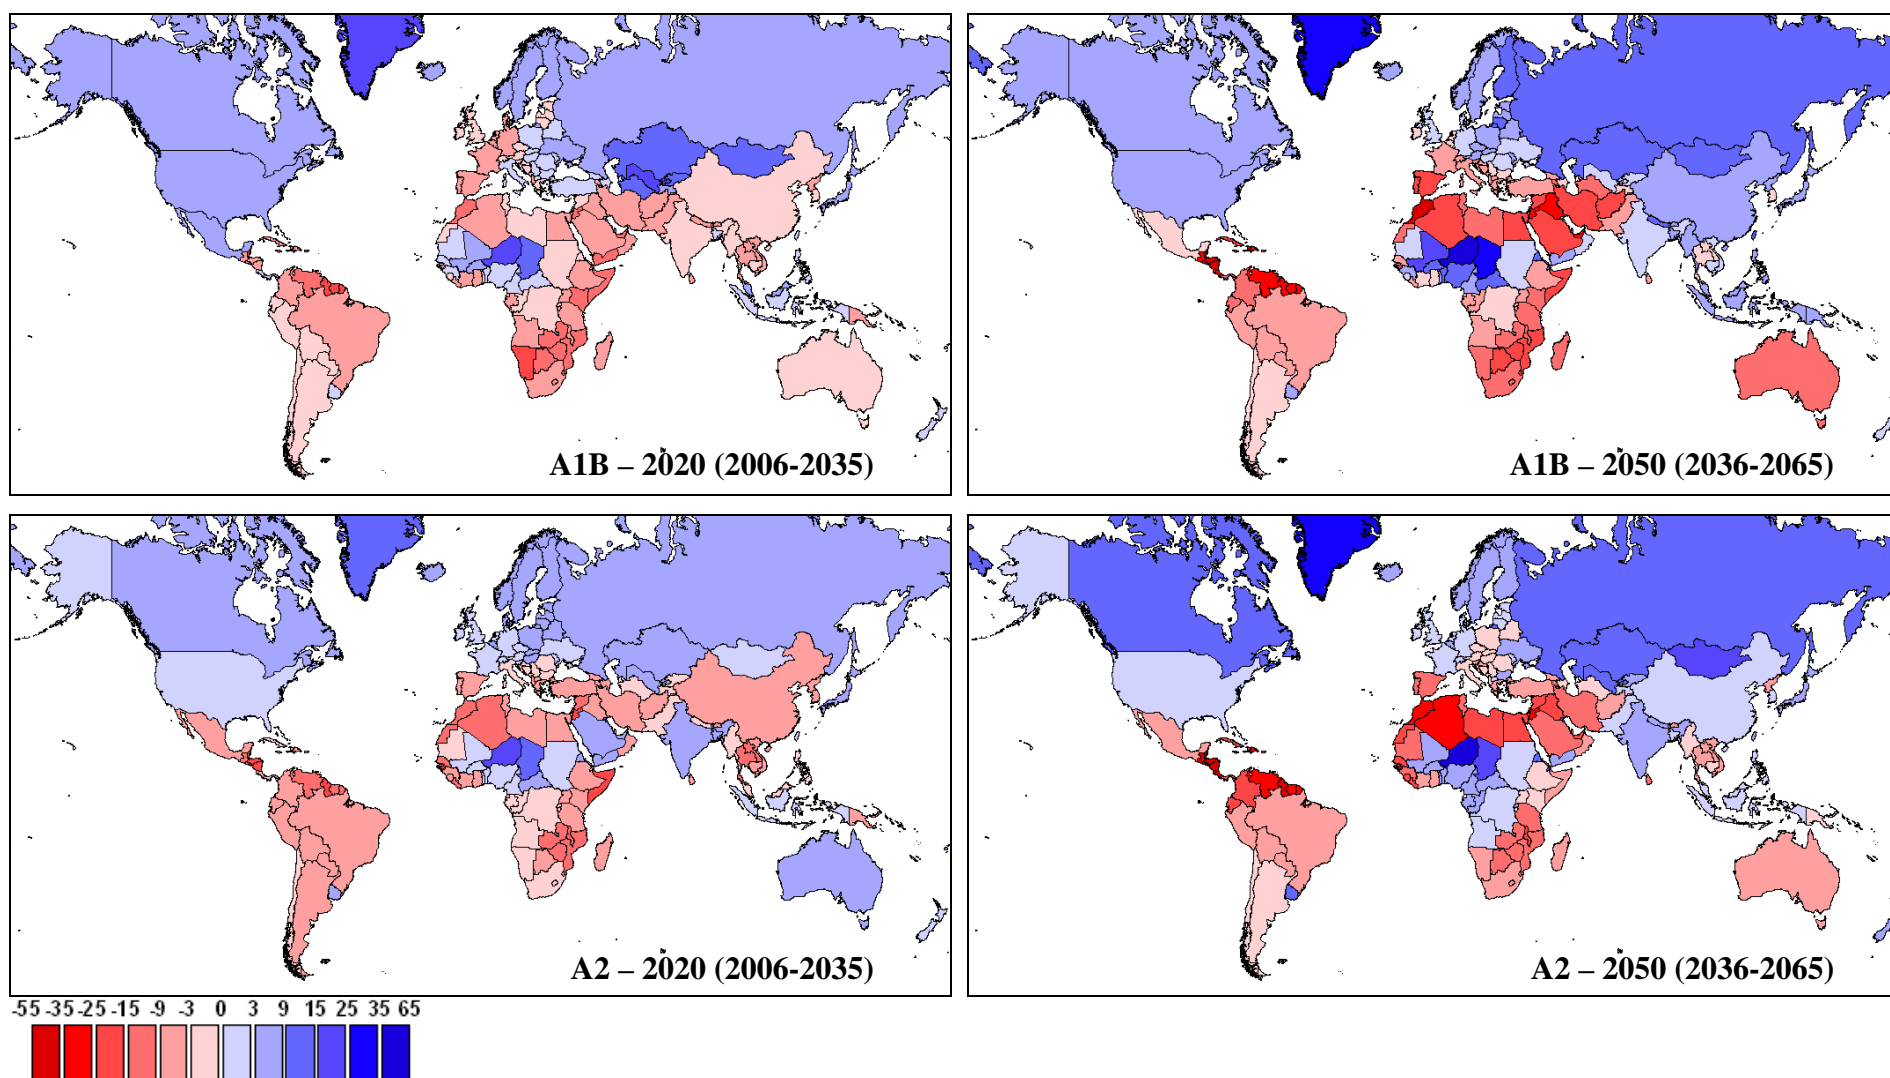 A1B – 2020 (2006-2035)
A1B – 2050 (2036-2065)
A2 – 2020 (2006-2035)
A2 – 2050 (2036-2065)
-55 -35 -25 -15 -9 -3 0 3 9 15 25 35 65